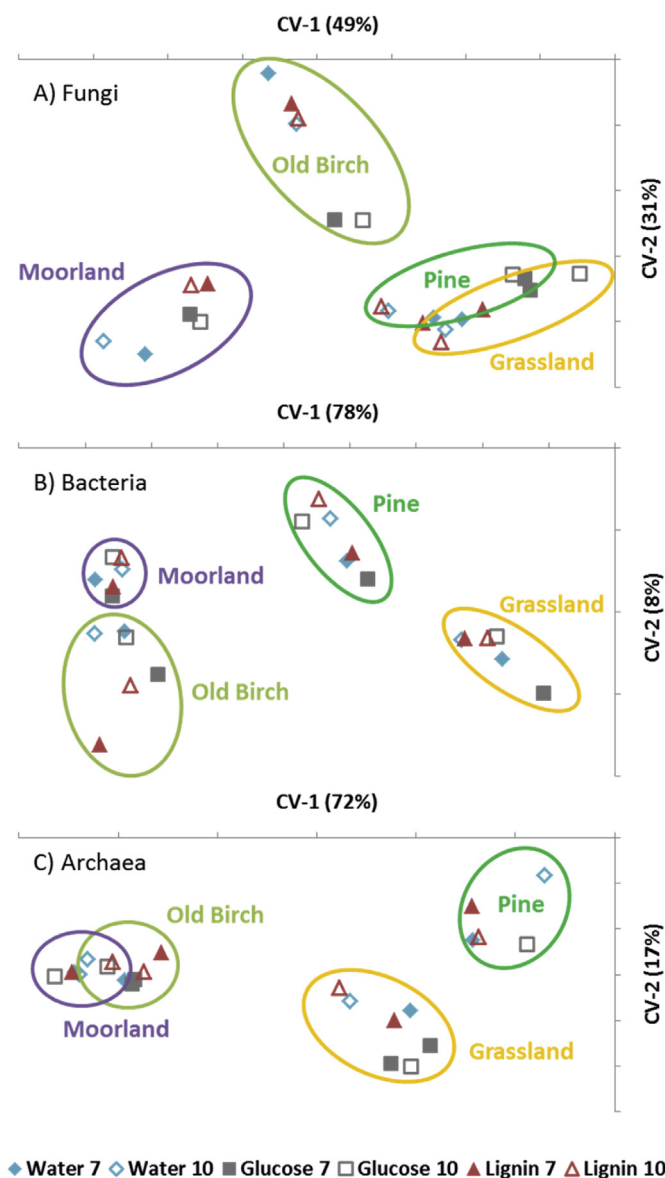 CV-1 (49%)
A) Fungi
Old Birch
Moorland
Pine
Grassland
CV-2 (31%)
CV-1 (78%)
B) Bacteria
Pine
Moorland
Grassland
Old Birch
CV-2 (8%)
CV-1 (72%)
C) Archaea
Old Birch
Pine
Moorland
Grassland
CV-2 (17%)
Water 7 Water 10 Glucose 7 Glucose 10 Lignin 7 Lignin 10